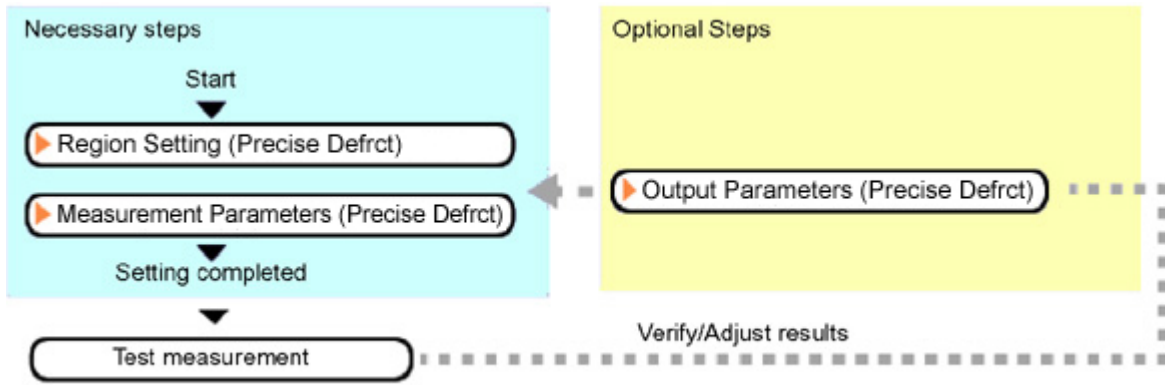 Necessary steps
Start
Region Setting (Precise Defrct)
Measurement Parameters (Precise Defrct)
Setting completed
Test measurement
Optional Steps
Output Parameters (Precise Defrct)
Verify/Adjust results